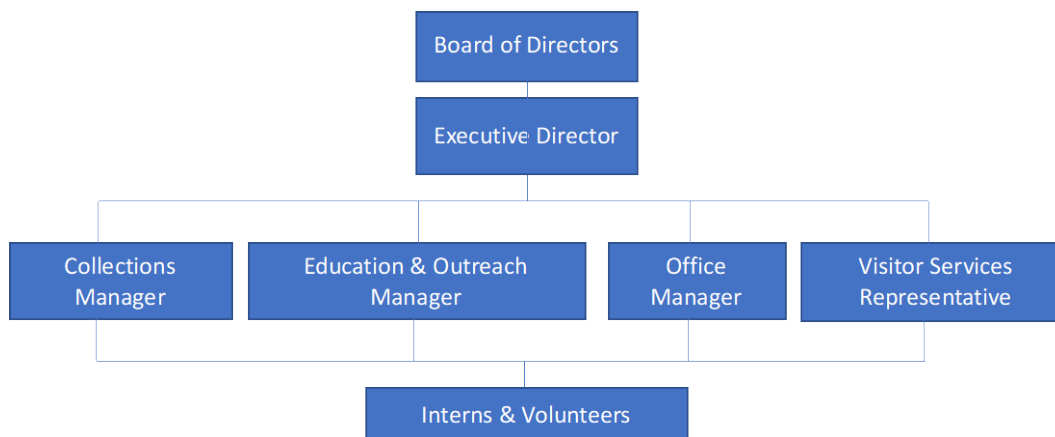 Board of Directors
Executive Director
Collections
Manager
Education & Outreach
Manager
Office
Manager
Visitor Services
Representative
Interns & Volunteers